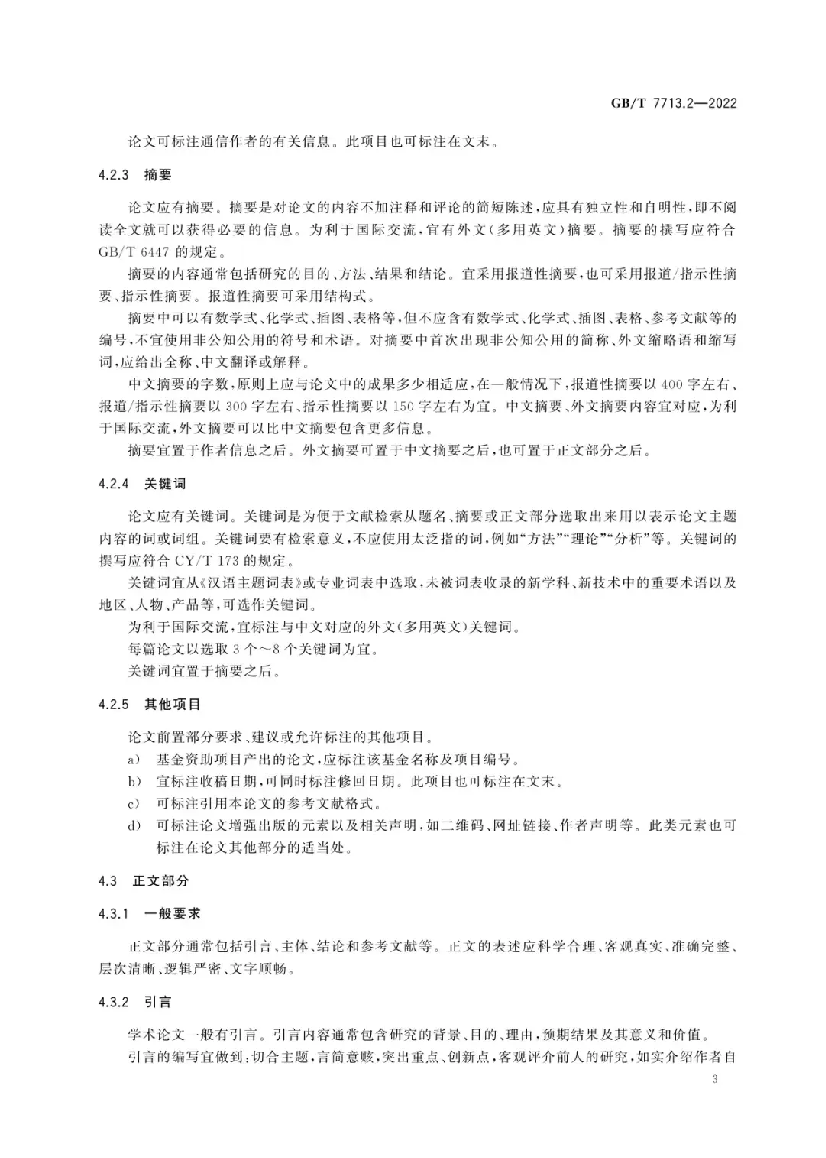 GB/T 7713.2—2022
论文可标注通信作者的有关信息。此项目也可标注在文末。
4.2.3 摘要
论文应有摘要。摘要是对论文的内容不加注释和评论的简短陈述,应具有独立性和自明性,即不阅
读全文就可以获得必要的信息。为利于国际交流,宜有外文(多用英文)摘要。摘要的撰写应符合
GB/T 6447 的规定。
摘要的内容通常包括研究的目的、方法、结果和结论。宜采用报道性摘要,也可采用报道/指示性摘
要、指示性摘要。报道性摘要可采用结构式。
摘要中可以有数学式、化学式、插图、表格等,但不应含有数学式、化学式、插图、表格、参考文献等的
编号,不宜使用非公知公用的符号和术语。对摘要中首次出现非公知公用的简称、外文缩略语和缩写
词,应给出全称、中文翻译或解释。
中文摘要的字数,原则上应与论文中的成果多少相适应,在一般情况下,报道性摘要以 400 字左右、
报道/指示性摘要以 300 字左右、指示性摘要以 150 字左右为宜。中文摘要、外文摘要内容宜对应,为利
于国际交流,外文摘要可以比中文摘要包含更多信息。
摘要宜置于作者信息之后。外文摘要可置于中文摘要之后,也可置于正文部分之后。
4.2.4 关键词
论文应有关键词。关键词是为便于文献检索从题名、摘要或正文部分选取出来用以表示论文主题
内容的词或词组。关键词要有检索意义,不应使用太泛指的词,例如“方法”“理论”“分析”等。关键词的
撰写应符合 CY/T 173 的规定。
关键词宜从《汉语主题词表》或专业词表中选取,未被词表收录的新学科、新技术中的重要术语以及
地区、人物、产品等,可选作关键词。
为利于国际交流,宜标注与中文对应的外文(多用英文)关键词。
每篇论文以选取 3 个～8 个关键词为宜。
关键词宜置于摘要之后。
4.2.5 其他项目
论文前置部分要求、建议或允许标注的其他项目。
a) 基金资助项目产出的论文,应标注该基金名称及项目编号。
b) 宜标注收稿日期,可同时标注修回日期。此项目也可标注在文末。
c) 可标注引用本论文的参考文献格式。
d) 可标注论文增强出版的元素以及相关声明,如二维码、网址链接、作者声明等。此类元素也可
标注在论文其他部分的适当处。
4.3 正文部分
4.3.1 一般要求
正文部分通常包括引言、主体、结论和参考文献等。正文的表述应科学合理、客观真实、准确完整、
层次清晰、逻辑严密、文字顺畅。
4.3.2 引言
学术论文一般有引言。引言内容通常包含研究的背景、目的、理由,预期结果及其意义和价值。
引言的编写宜做到:切合主题,言简意赅,突出重点、创新点,客观评介前人的研究,如实介绍作者自
3